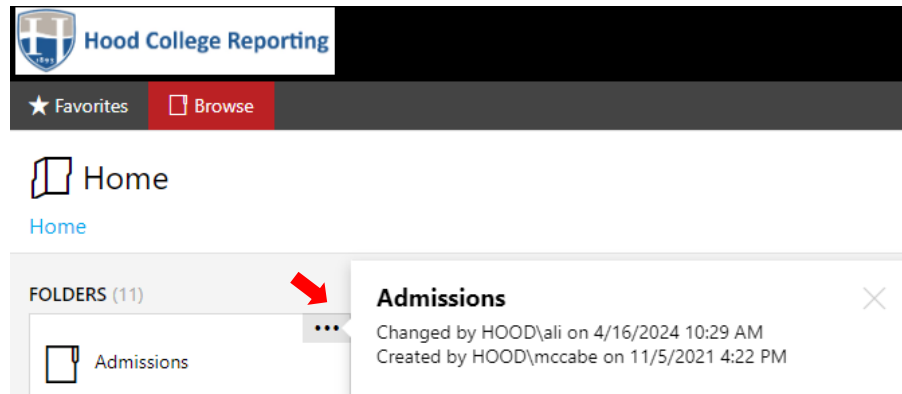 Hood College Reporting
1893
★ Favorites
Browse
Home
Home
FOLDERS (11)
•••
Admissions
Admissions
Changed by HOOD\ali on 4/16/2024 10:29 AM
Created by HOOD\mccabe on 11/5/2021 4:22 PM